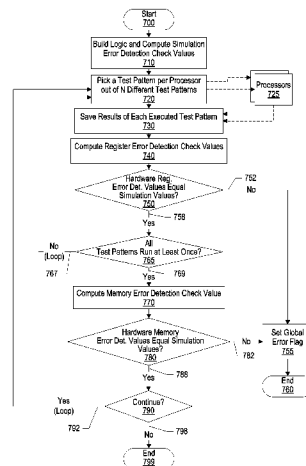 Start
700
Build Logic and Compute Simulation
Error Detection Check Values
710
Pick a Test Pattern per Processor
out of N Different Test Patterns
720
Processors
725
Save Results of Each Executed Test Pattern
730
Compute Register Error Detection Check Values
740
Hardware Reg.
Error Det. Values Equal
Simulation Values?
750
752
No
758
Yes
No
(Loop)
767
All
Test Patterns Run at Least Once?
765
769
Yes
Compute Memory Error Detection Check Value
770
Hardware Memory
Error Det. Values Equal Simulation
Values?
780
No
782
Set Global
Error Flag
755
End
760
788
Yes
Yes
(Loop)
792
Continue?
790
798
No
End
799